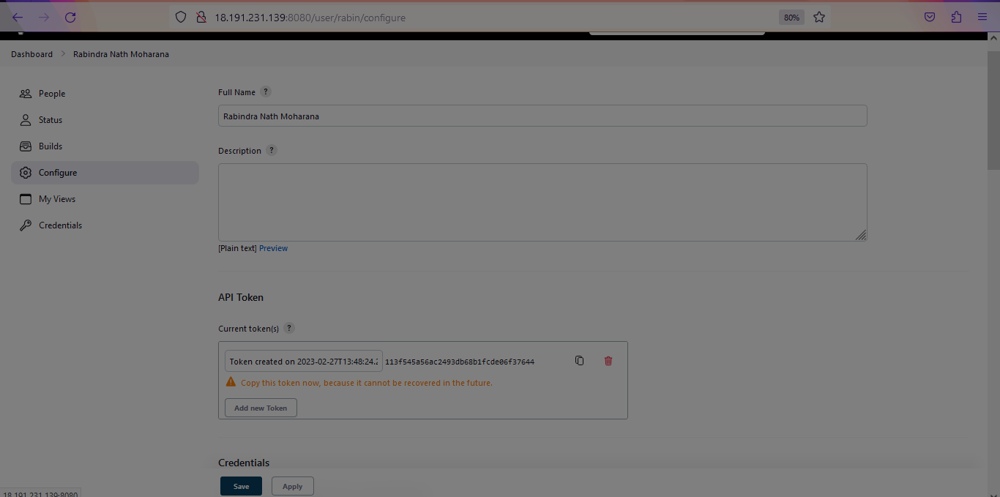 18.191.231.139:8080/user/rabin/configure
80%
Dashboard > Rabindra Nath Moharana
People
Status
Builds
Configure
My Views
Credentials
Full Name ?
Rabindra Nath Moharana
Description ?
[Plain text] Preview
API Token
Current token(s) ?
Token created on 2023-02-27T13:48:24.2 113f545a56ac2493db68b1fcde06f37644
Copy this token now, because it cannot be recovered in the future.
Add new Token
Credentials
Save Apply
18.191.231.139:8080